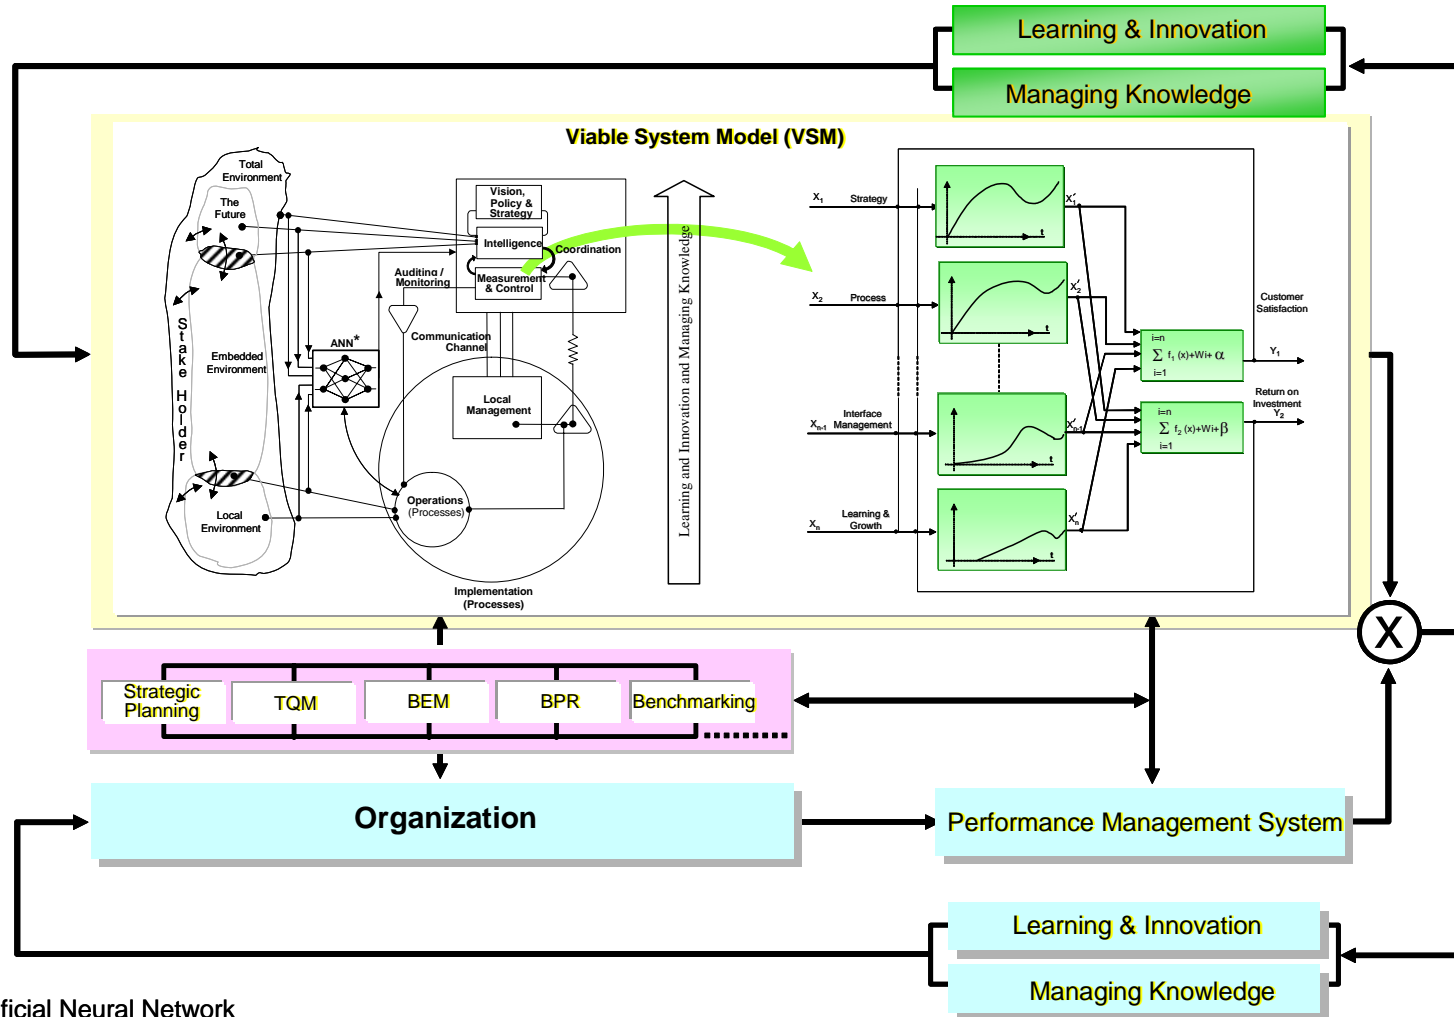 Learning & Innovation
Managing Knowledge
Viable System Model (VSM)
Total
Environment
The
Future
Stake Holder
Embedded
Environment
Local
Environment
ANN*
Auditing /
Monitoring
Vision,
Policy &
Strategy
Intelligence
Measurement
& Control
Coordination
Communication
Channel
Local
Management
Operations
(Processes)
Implementation
(Processes)
Learning and Innovation and Managing Knowledge
X1 Strategy
X2 Process
Interface
Xn-1 Management
Learning &
Xn Growth
t
t
t
t
X′1
X′2
X′n-1
X′n
i=n
∑ f1 (x)+Wi+ α
i=1
i=n
∑ f2 (x)+Wi+ β
i=1
Customer
Satisfaction
Y1
Return on
Investment
Y2
X
Strategic
Planning
TQM
BEM
BPR
Benchmarking
Organization
Performance Management System
Learning & Innovation
Managing Knowledge
ficial Neural Network